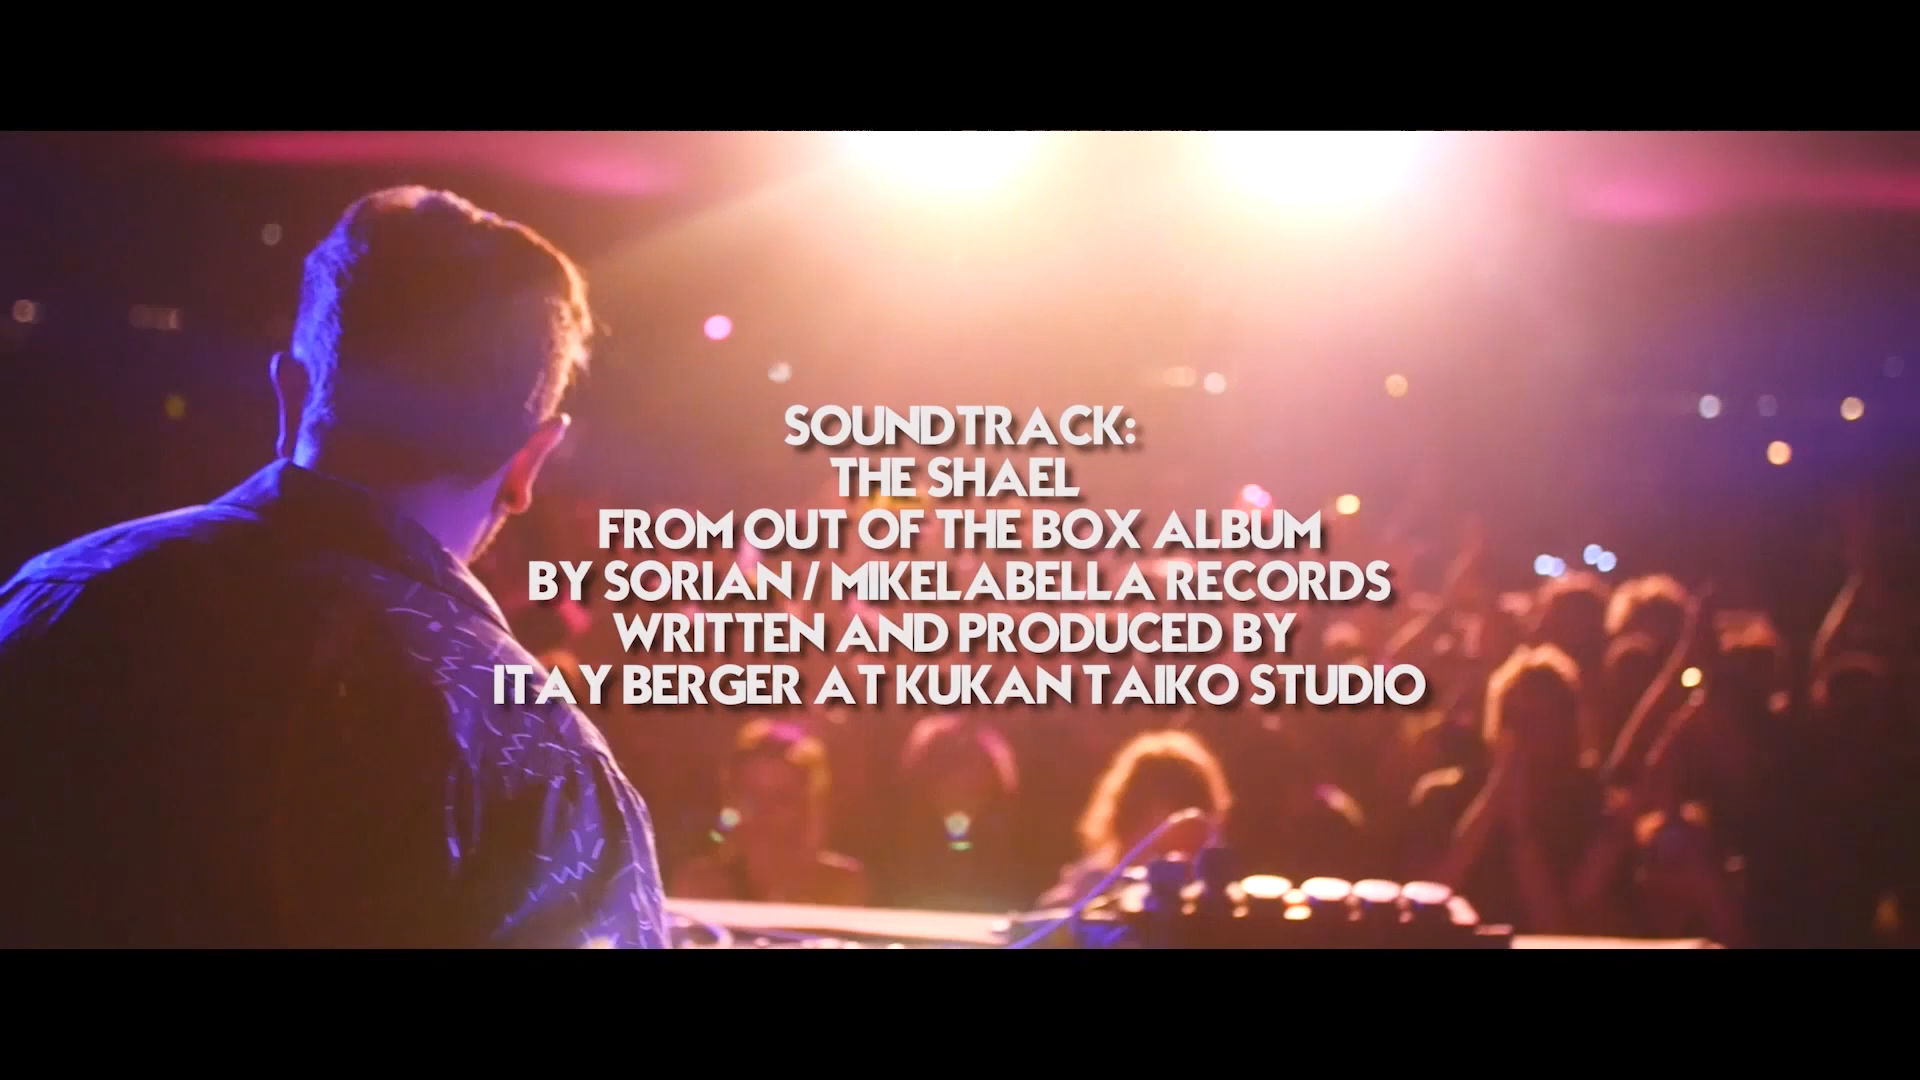 SOUNDTRACK:
THE SHAEL
FROM OUT OF THE BOX ALBUM
BY SORIAN / MIKELABELLA RECORDS
WRITTEN AND PRODUCED BY
ITAY BERGER AT KUKAN TAIKO STUDIO